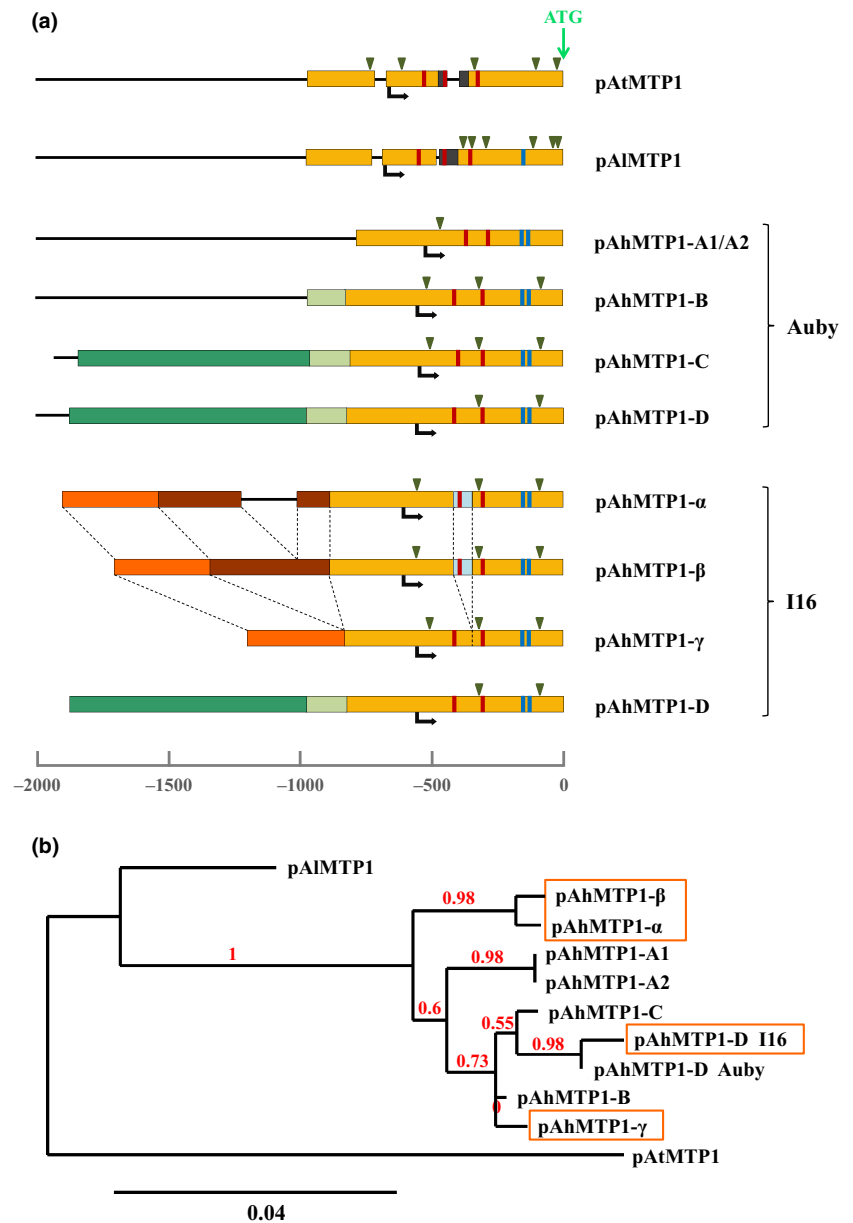 (a)
ATG
pAtMTP1
pAlMTP1
pAhMTP1-A1/A2
pAhMTP1-B
Auby
pAhMTP1-C
pAhMTP1-D
pAhMTP1-α
pAhMTP1-β
I16
pAhMTP1-γ
pAhMTP1-D
−2000 −1500 −1000 −500 0
(b)
pAlMTP1
0.98
pAhMTP1-β
pAhMTP1-α
1
0.98
pAhMTP1-A1
pAhMTP1-A2
0.6
pAhMTP1-C
0.55
pAhMTP1-D I16
0.98
0.73
pAhMTP1-D Auby
pAhMTP1-B
0
pAhMTP1-γ
pAtMTP1
0.04